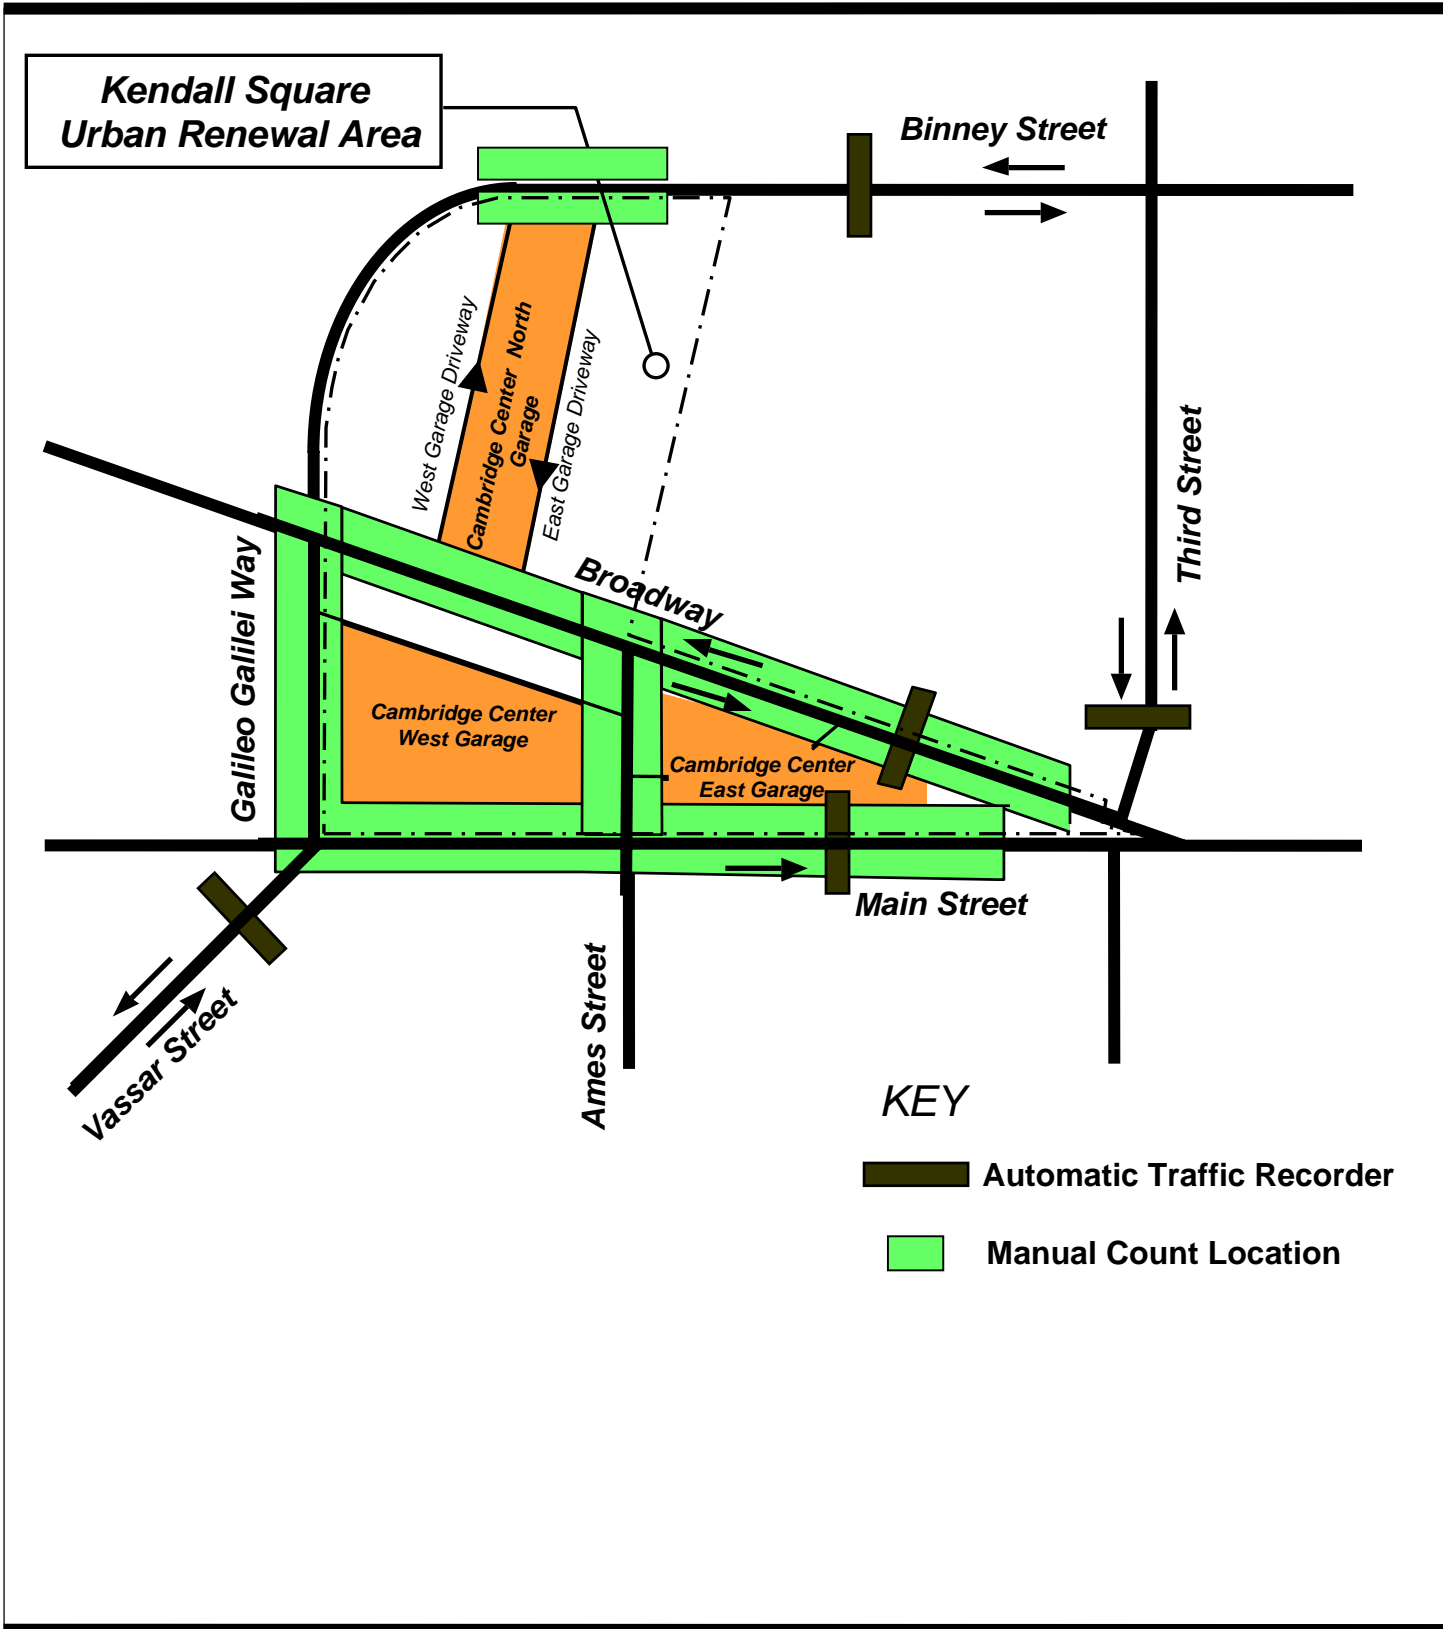 Kendall Square
Urban Renewal Area
Binney Street
West Garage Driveway
Cambridge Center North
Garage
East Garage Driveway
Third Street
Broadway
Galileo Galilei Way
Cambridge Center
West Garage
Cambridge Center
East Garage
Main Street
Vassar Street
Ames Street
KEY
Automatic Traffic Recorder
Manual Count Location